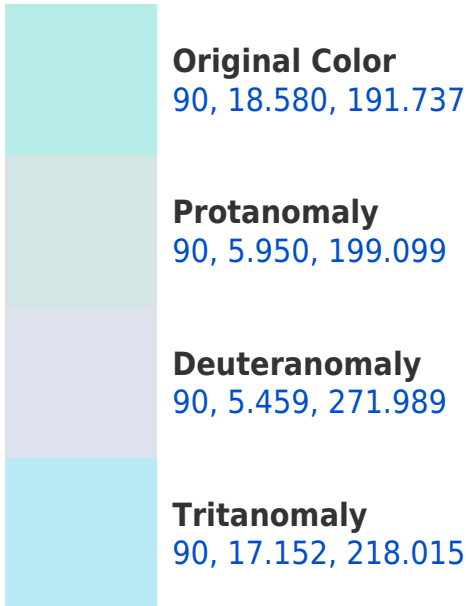 Original Color
90, 18.580, 191.737
Protanomaly
90, 5.950, 199.099
Deuteranomaly
90, 5.459, 271.989
Tritanomaly
90, 17.152, 218.015